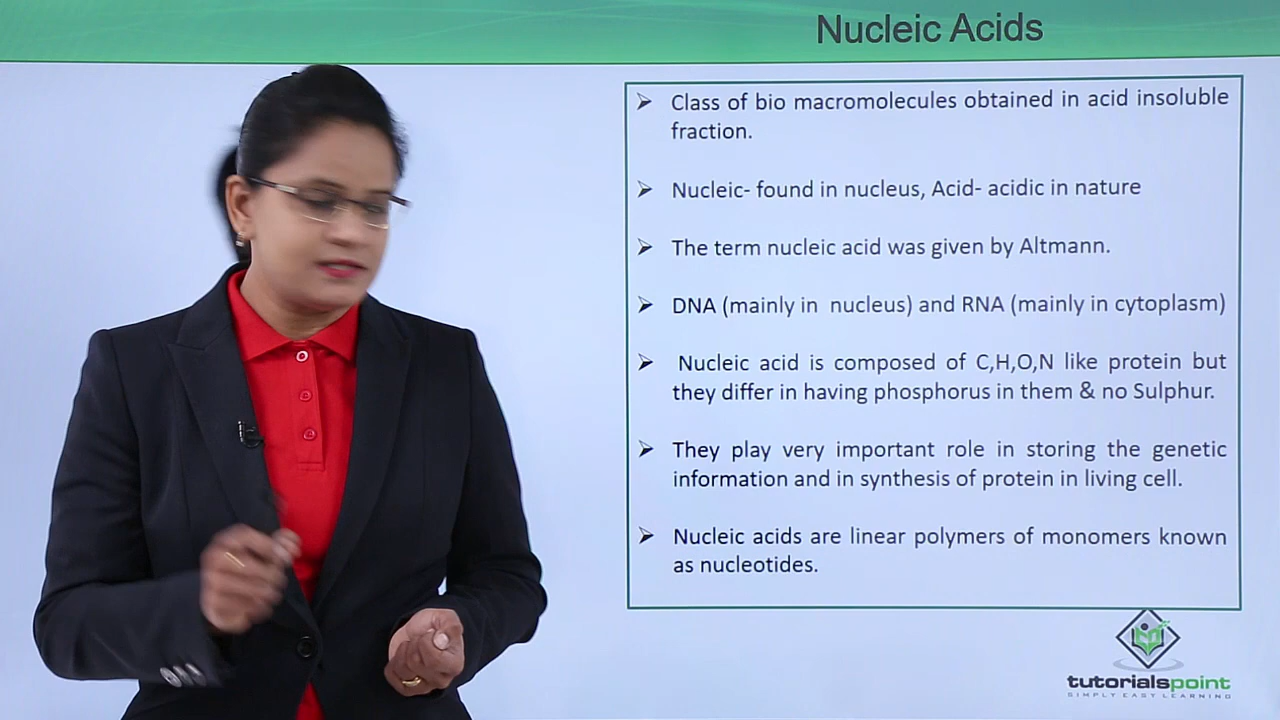 Nucleic Acids
➢ Class of bio macromolecules obtained in acid insoluble
fraction.
➢ Nucleic- found in nucleus, Acid- acidic in nature
➢ The term nucleic acid was given by Altmann.
➢ DNA (mainly in nucleus) and RNA (mainly in cytoplasm)
➢ Nucleic acid is composed of C,H,O,N like protein but
they differ in having phosphorus in them & no Sulphur.
➢ They play very important role in storing the genetic
information and in synthesis of protein in living cell.
➢ Nucleic acids are linear polymers of monomers known
as nucleotides.
tutorialspoint
SIMPLY EASY LEARNING